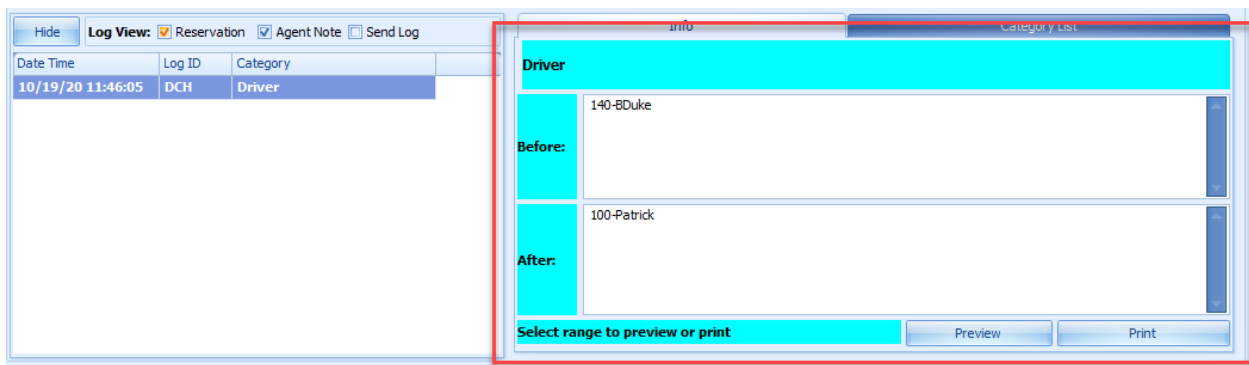 Hide Log View: Reservation Agent Note Send Log
Date Time Log ID Category
10/19/20 11:46:05 DCH Driver
Info Category List
Driver
Before: 140-BDuke
After: 100-Patrick
Select range to preview or print Preview Print